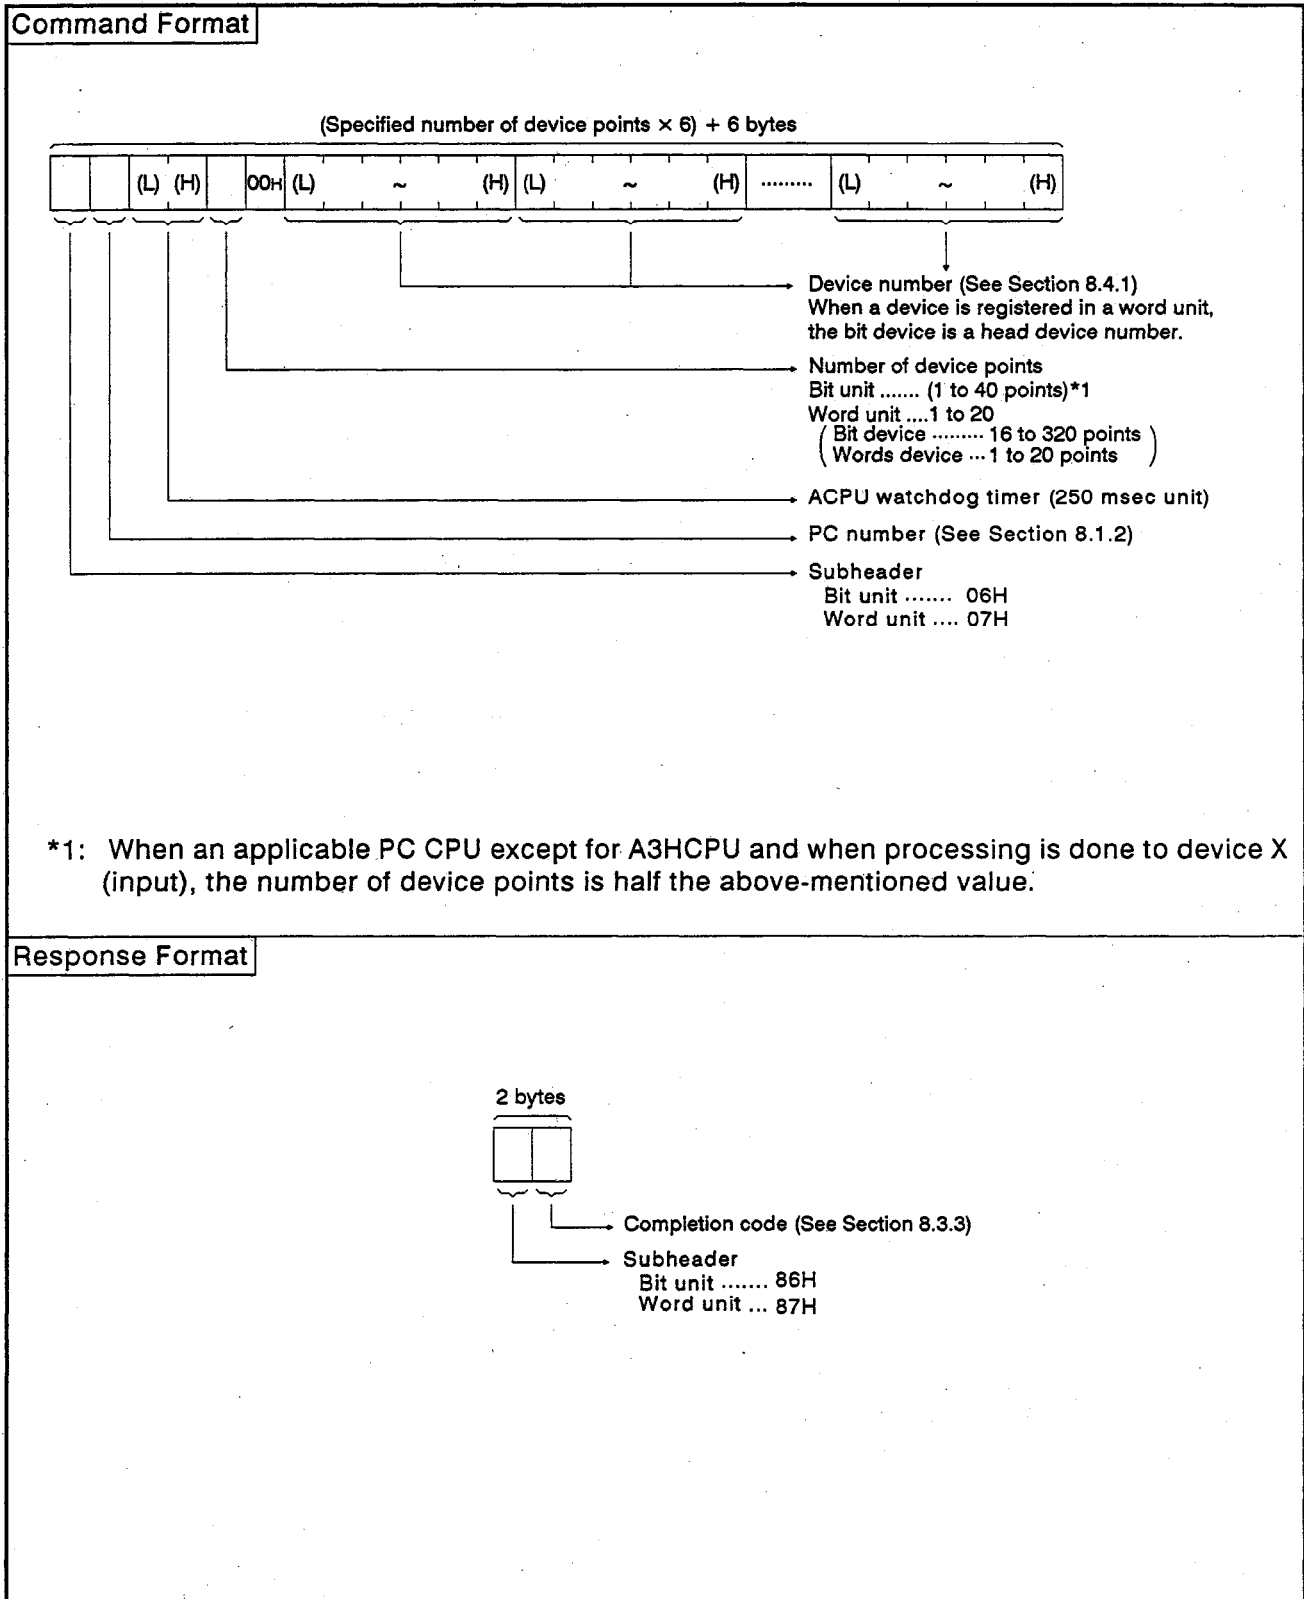 Command Format
(Specified number of device points × 6) + 6 bytes
(L) (H) 00H (L) ~ (H) (L) ~ (H) ········· (L) ~ (H)
Device number (See Section 8.4.1)
When a device is registered in a word unit,
the bit device is a head device number.
Number of device points
Bit unit ....... (1 to 40 points)*1
Word unit ....1 to 20
( Bit device ········· 16 to 320 points )
( Words device ··· 1 to 20 points )
ACPU watchdog timer (250 msec unit)
PC number (See Section 8.1.2)
Subheader
Bit unit ....... 06H
Word unit .... 07H
*1: When an applicable PC CPU except for A3HCPU and when processing is done to device X
(input), the number of device points is half the above-mentioned value.
Response Format
2 bytes
Completion code (See Section 8.3.3)
Subheader
Bit unit ....... 86H
Word unit ... 87H